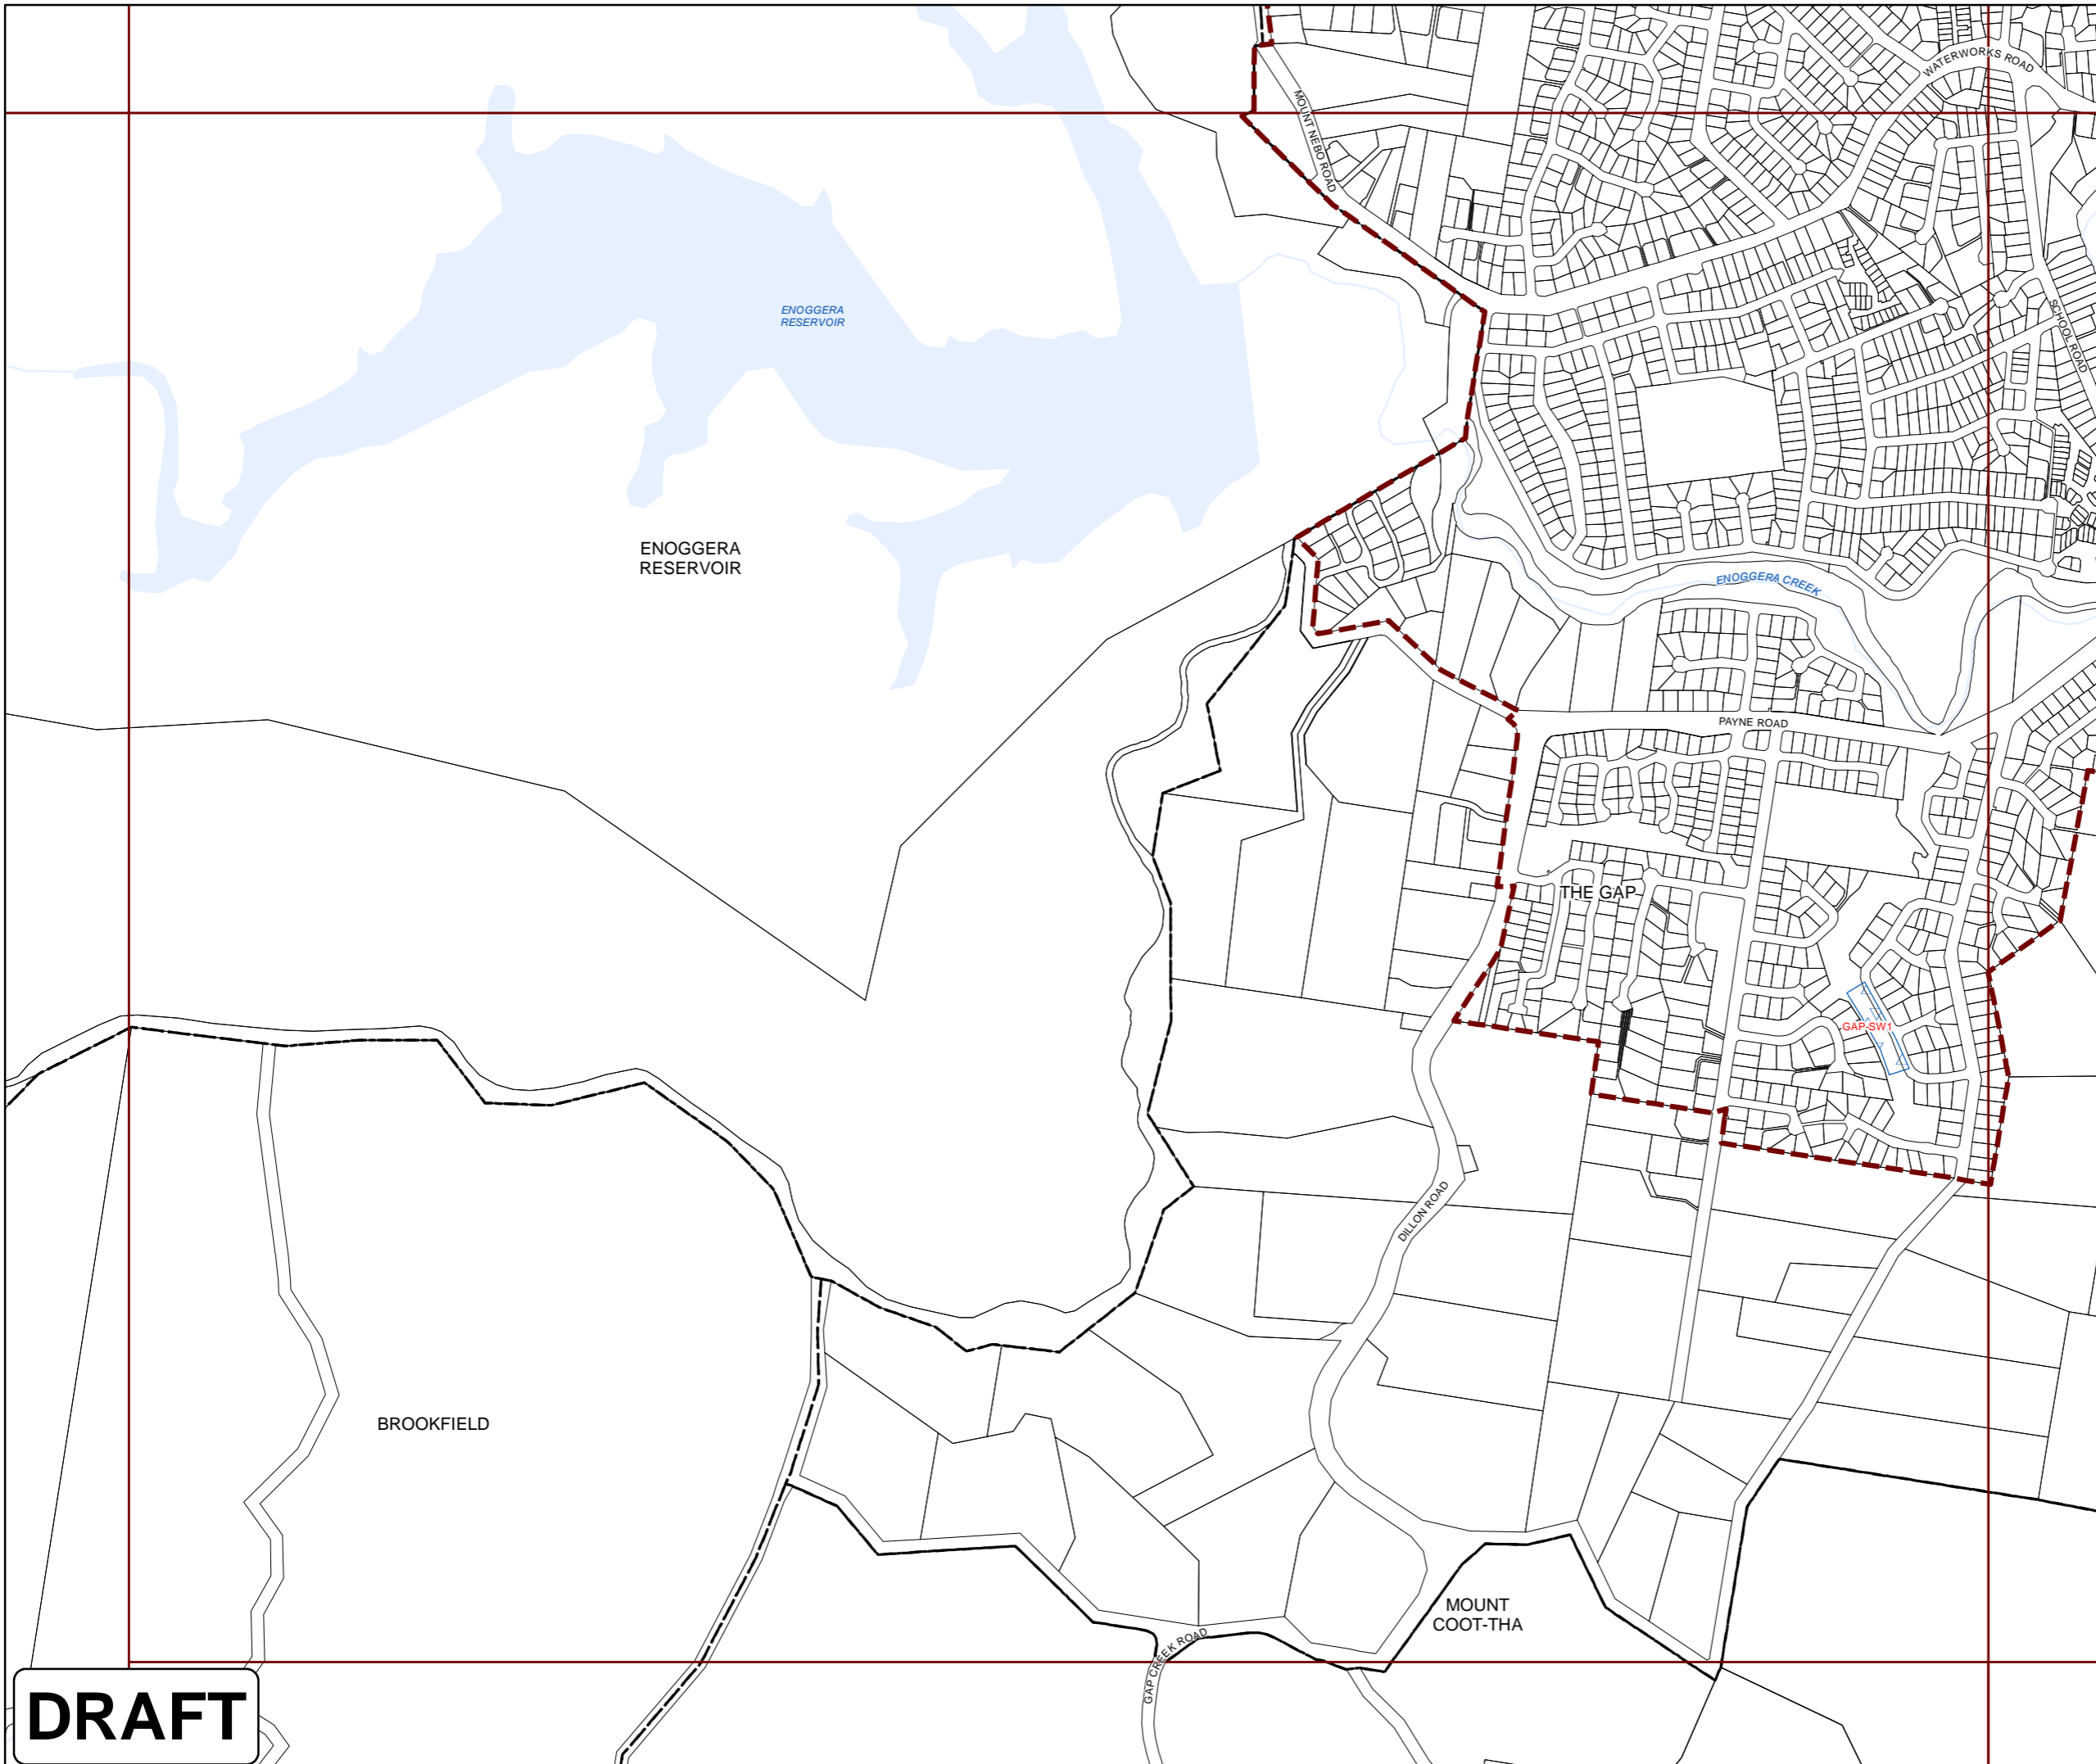 WATERWORKS ROAD
MOUNT NEBO ROAD
ENOGGERA
RESERVOIR
SCHOOL ROAD
ENOGGERA
RESERVOIR
ENOGGERA CREEK
PAYNE ROAD
THE GAP
GAP-SW1
DILLON ROAD
BROOKFIELD
MOUNT
COOT-THA
GAP CREEK ROAD
DRAFT